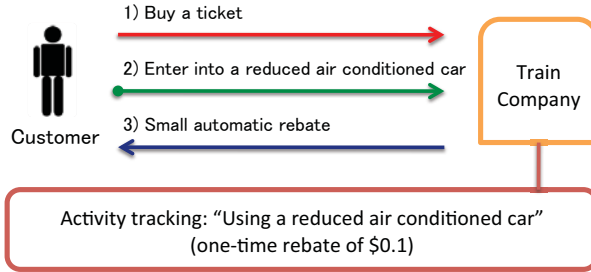 1) Buy a ticket
2) Enter into a reduced air conditioned car
Train
Company
Customer
3) Small automatic rebate
Activity tracking: “Using a reduced air conditioned car”
(one-time rebate of $0.1)